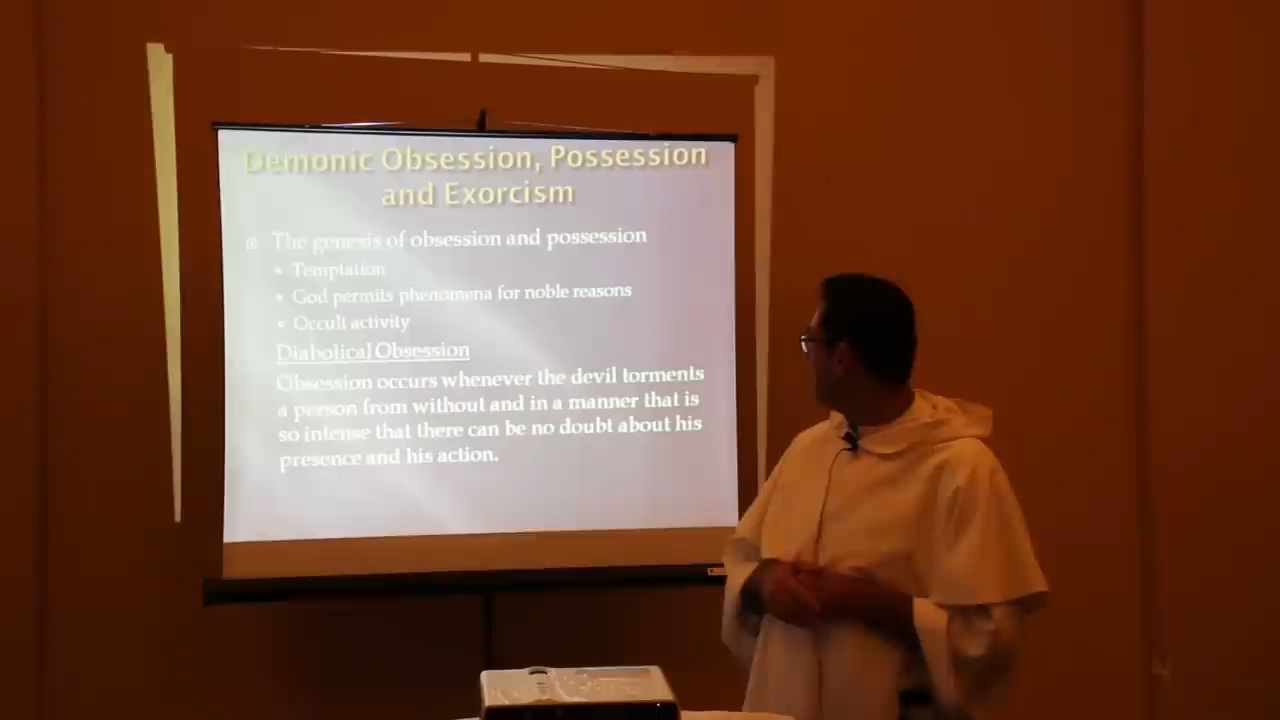 Demonic Obsession, Possession
and Exorcism
The genesis of obsession and possession
Temptation
God permits phenomena for noble reasons
Occult activity
Diabolical Obsession
Obsession occurs whenever the devil torments
a person from without and in a manner that is
so intense that there can be no doubt about his
presence and his action.